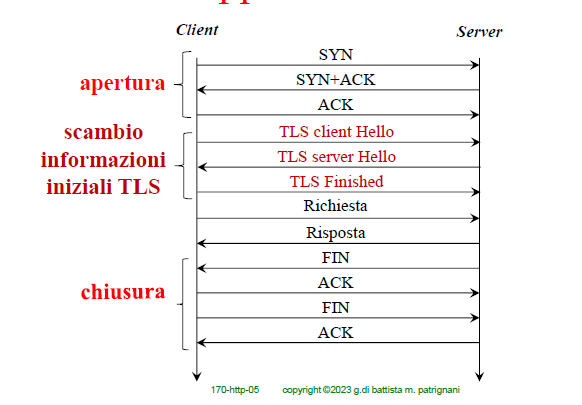 Client
Server
SYN
apertura
SYN+ACK
ACK
scambio
informazioni
iniziali TLS
TLS client Hello
TLS server Hello
TLS Finished
Richiesta
Risposta
chiusura
FIN
ACK
FIN
ACK
170-http-05 copyright ©2023 g.di battista m. patrignani